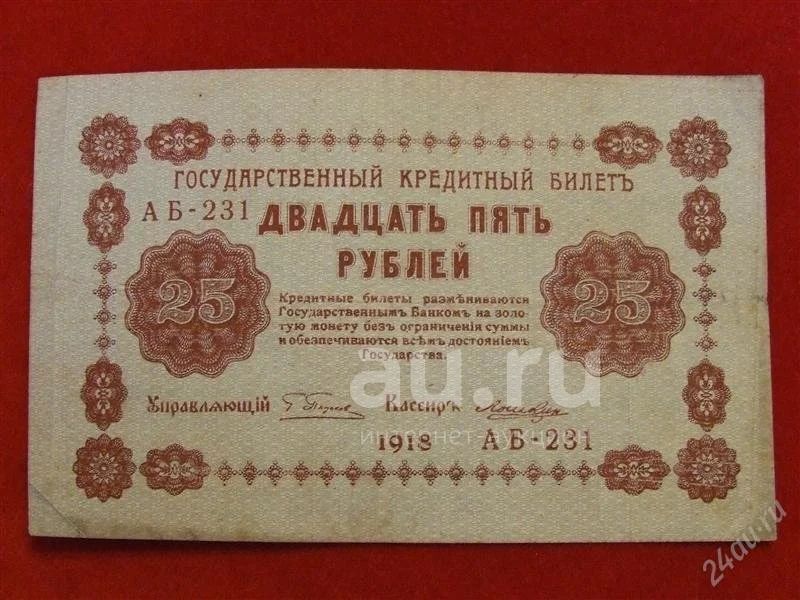 ГОСУДАРСТВЕННЫЙ КРЕДИТНЫЙ БИЛЕТЪ
АБ-231
ДВАДЦАТЬ ПЯТЬ
РУБЛЕЙ
25
25
Кредитные билеты размѣниваются
Государственнымъ Банкомъ на золо-
тую монету безъ ограниченія суммы
и обезпечиваются всѣмъ достояніемъ
Государства.
Управляющій
Кассиръ
1918 АБ-231
au.ru
интернет-аукцион
24au.ru